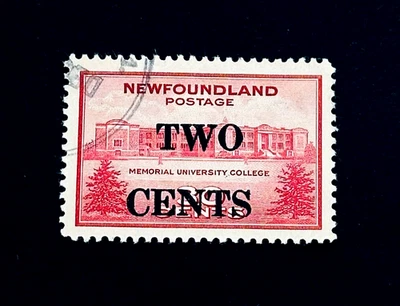 NEWFOUNDLAND
POSTAGE
TWO
MEMORIAL UNIVERSITY COLLEGE
CENTS